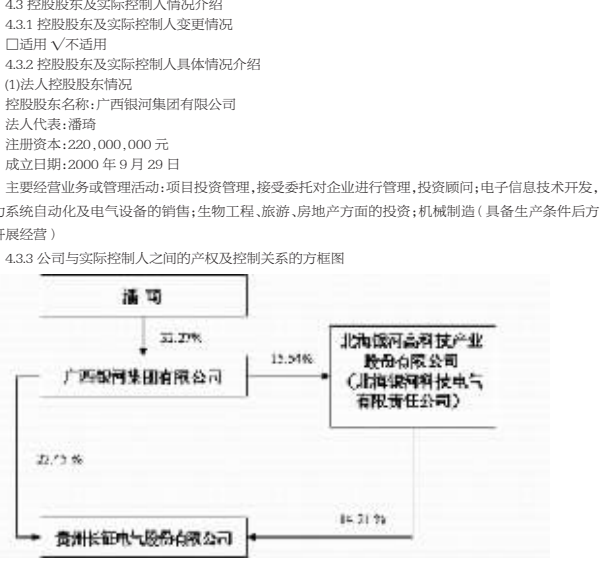 4.3 控股股东及实际控制人情况介绍
4.3.1 控股股东及实际控制人变更情况
□适用 √不适用
4.3.2 控股股东及实际控制人具体情况介绍
(1)法人控股股东情况
控股股东名称:广西银河集团有限公司
法人代表:潘琦
注册资本:220,000,000 元
成立日期:2000 年 9 月 29 日
主要经营业务或管理活动:项目投资管理,接受委托对企业进行管理,投资顾问;电子信息技术开发,
力系统自动化及电气设备的销售;生物工程、旅游、房地产方面的投资;机械制造(具备生产条件后方
开展经营)
4.3.3 公司与实际控制人之间的产权及控制关系的方框图
潘 琦
北海银河高科技产业
股份有限公司
(北海银河科技电气
有限责任公司)
广西银河集团有限公司
贵州长征电气股份有限公司